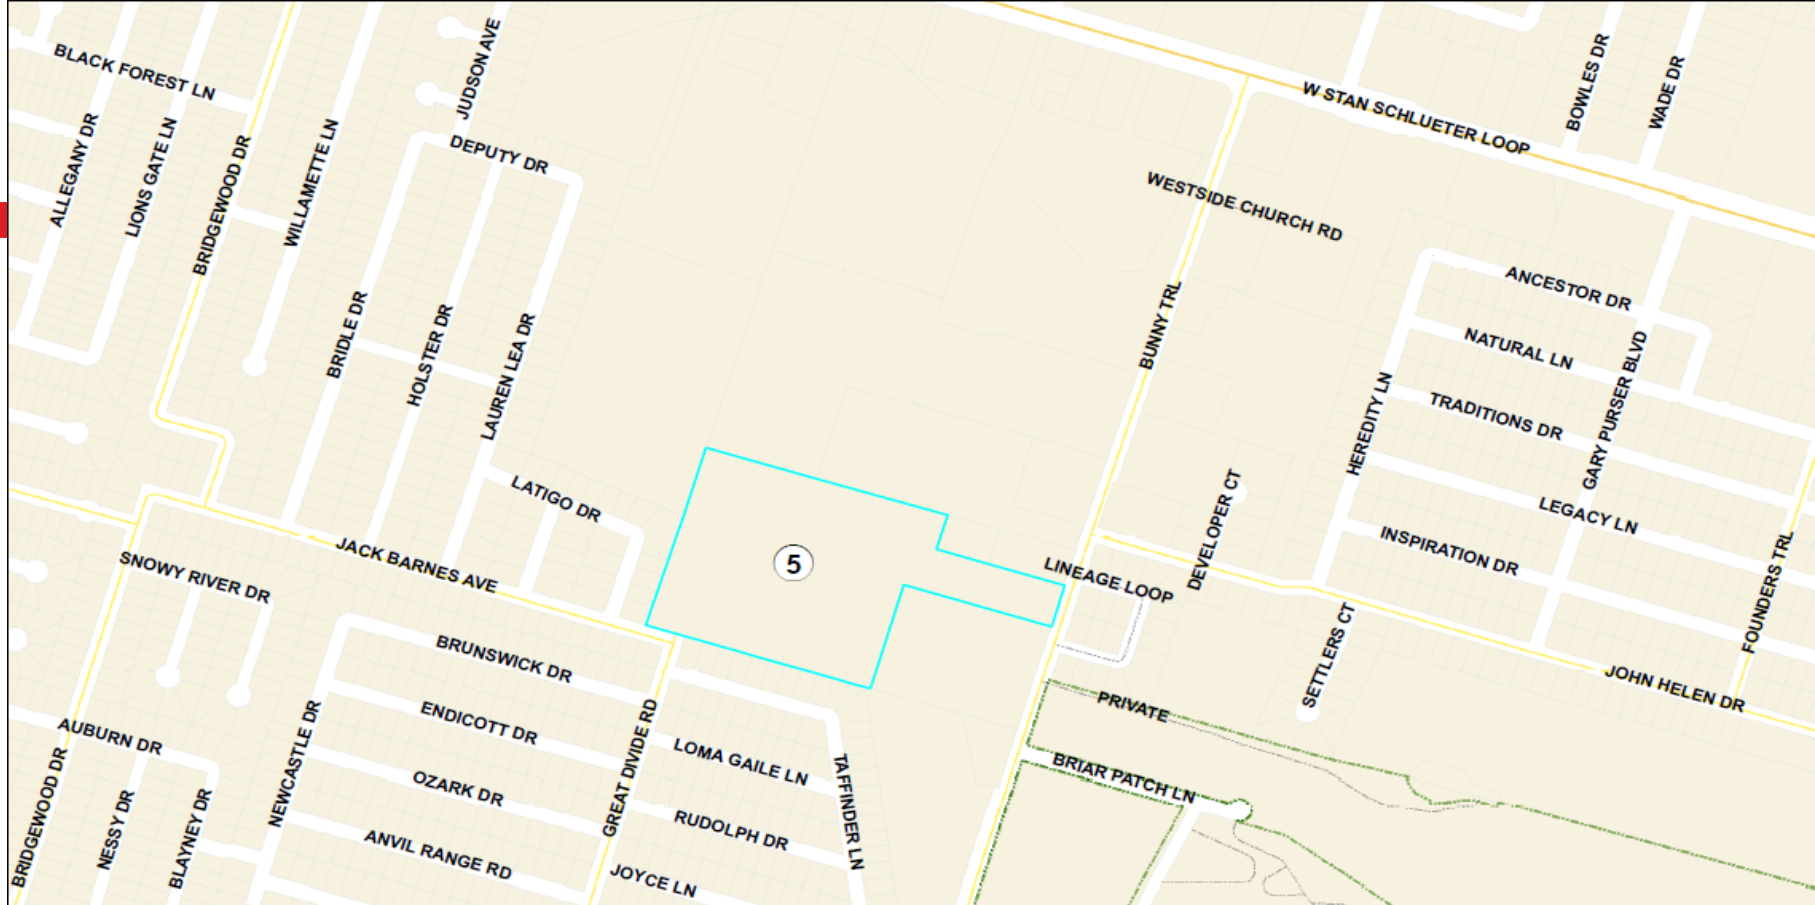 BLACK FOREST LN
JUDSON AVE
BOWLES DR
WADE DR
W STAN SCHLUETER LOOP
ALLEGANY DR
LIONS GATE LN
BRIDGEWOOD DR
WILLAMETTE LN
DEPUTY DR
WESTSIDE CHURCH RD
ANCESTOR DR
BRIDLE DR
HOLSTER DR
LAUREN LEA DR
BUNNY TRL
NATURAL LN
GARY PURSER BLVD
HEREDITY LN
TRADITIONS DR
LATIGO DR
DEVELOPER CT
LEGACY LN
JACK BARNES AVE
5
LINEAGE LOOP
INSPIRATION DR
FOUNDERS TRL
SNOWY RIVER DR
BRUNSWICK DR
SETTLERS CT
JOHN HELEN DR
PRIVATE
AUBURN DR
ENDICOTT DR
NEWCASTLE DR
GREAT DIVIDE RD
LOMA GAILE LN
TAFFINDER LN
BRIAR PATCH LN
BRIDGEWOOD DR
NESSY DR
BLAYNEY DR
OZARK DR
RUDOLPH DR
ANVIL RANGE RD
JOYCE LN